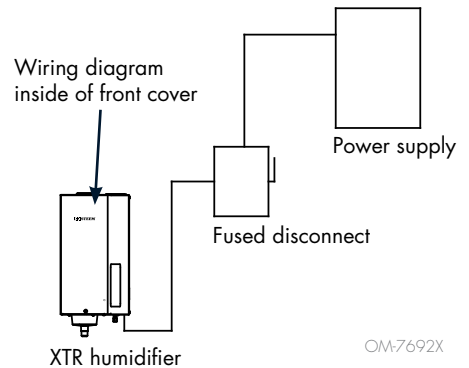 Wiring diagram
inside of front cover
Power supply
Fused disconnect
XTR humidifier
OM-7692X